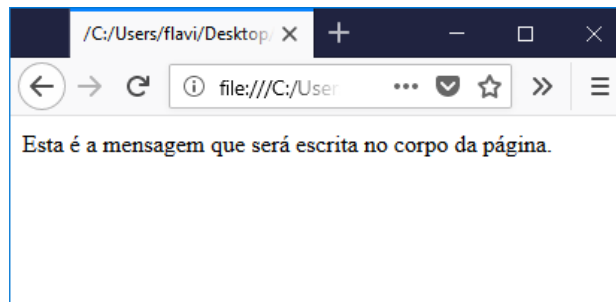 /C:/Users/flavi/Desktop/
file:///C:/User
Esta é a mensagem que será escrita no corpo da página.